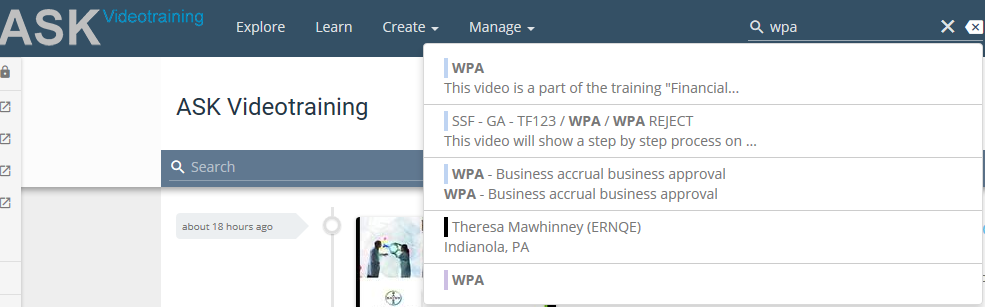 ASK Videotraining
Explore Learn Create Manage
wpa
WPA
This video is a part of the training "Financial...
SSF - GA - TF123 / WPA / WPA REJECT
This video will show a step by step process on ...
WPA - Business accrual business approval
WPA - Business accrual business approval
Theresa Mawhinney (ERNQE)
Indianola, PA
WPA
ASK Videotraining
Search
about 18 hours ago